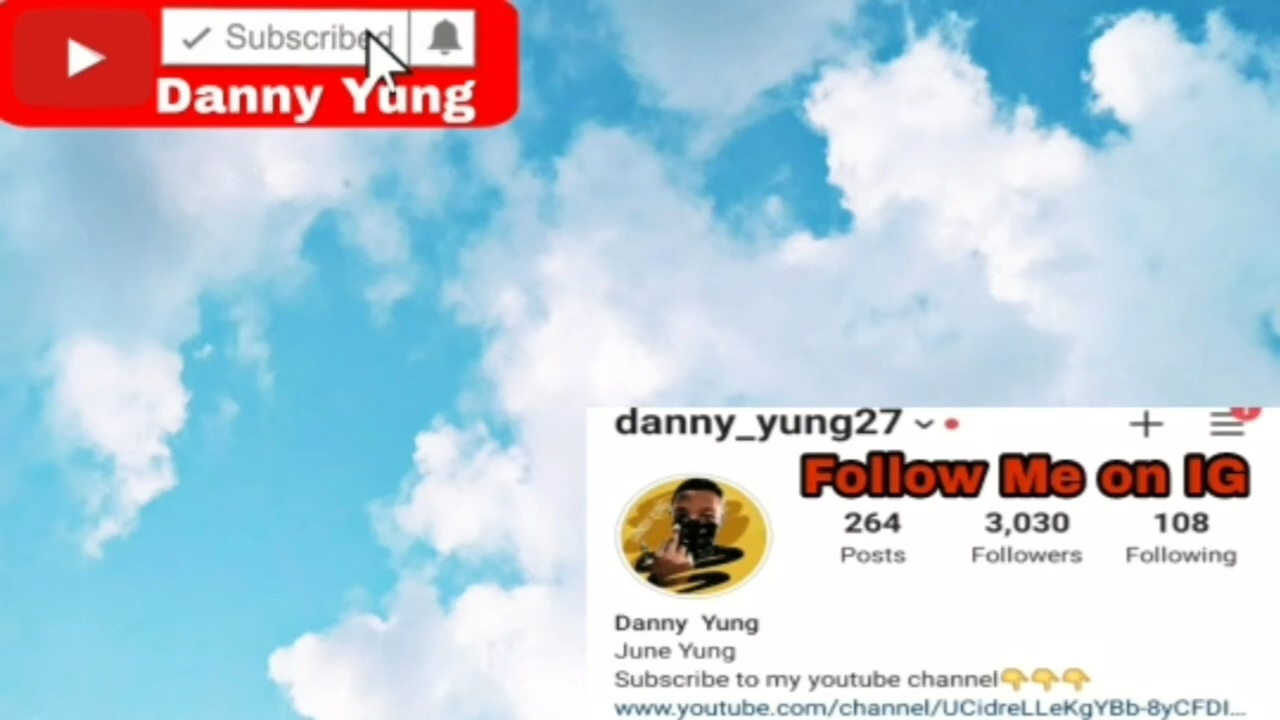 Subscribed
Danny Yung
danny_yung27
Follow Me on IG
264 3,030 108
Posts Followers Following
Danny Yung
June Yung
Subscribe to my youtube channel👇👇👇
www.youtube.com/channel/UCidreLLeKgYBb-8yCFDI...